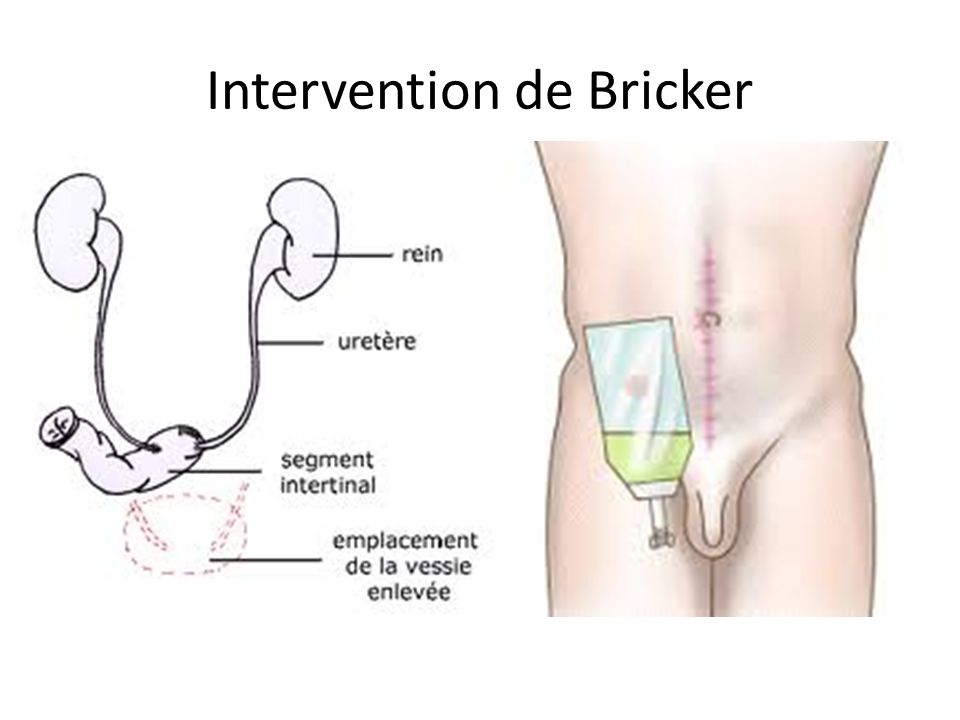 Intervention de Bricker
rein
uretère
segment
intertinal
emplacement
de la vessie
enlevée